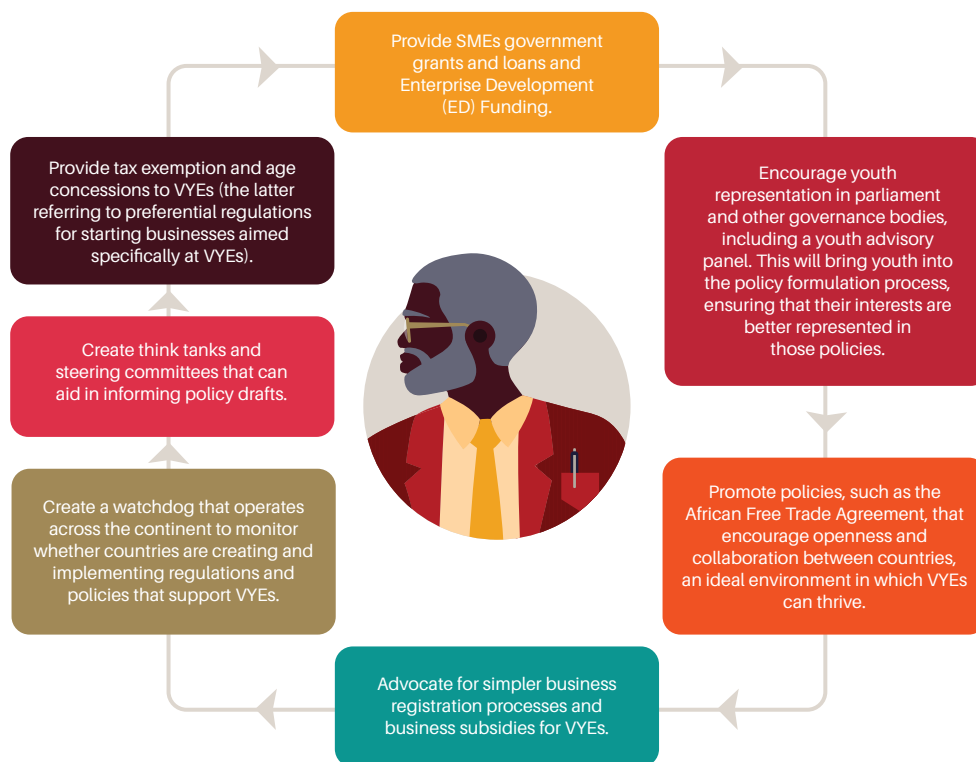 Provide SMEs government
grants and loans and
Enterprise Development
(ED) Funding.
Encourage youth
representation in parliament
and other governance bodies,
including a youth advisory
panel. This will bring youth into
the policy formulation process,
ensuring that their interests are
better represented in
those policies.
Promote policies, such as the
African Free Trade Agreement, that
encourage openness and
collaboration between countries,
an ideal environment in which VYEs
can thrive.
Advocate for simpler business
registration processes and
business subsidies for VYEs.
Create a watchdog that operates
across the continent to monitor
whether countries are creating and
implementing regulations and
policies that support VYEs.
Create think tanks and
steering committees that can
aid in informing policy drafts.
Provide tax exemption and age
concessions to VYEs (the latter
referring to preferential regulations
for starting businesses aimed
specifically at VYEs).